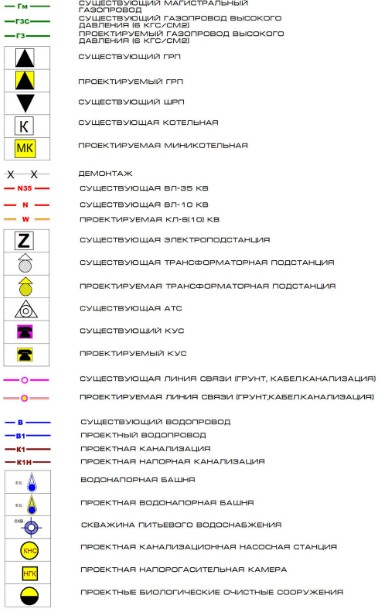 Гм СУЩЕСТВУЮЩИЙ МАГИСТРАЛЬНЫЙ
ГАЗОПРОВОД
Г3С СУЩЕСТВУЮЩИЙ ГАЗОПРОВОД ВЫСОКОГО
ДАВЛЕНИЯ (6 КГС/СМ2)
Г3 ПРОЕКТИРУЕМЫЙ ГАЗОПРОВОД ВЫСОКОГО
ДАВЛЕНИЯ (6 КГС/СМ2)
СУЩЕСТВУЮЩИЙ ГРП
ПРОЕКТИРУЕМЫЙ ГРП
СУЩЕСТВУЮЩИЙ ШРП
К СУЩЕСТВУЮЩАЯ КОТЕЛЬНАЯ
МК ПРОЕКТИРУЕМАЯ МИНИКОТЕЛЬНАЯ
X X ДЕМОНТАЖ
N35 СУЩЕСТВУЮЩАЯ ВЛ-35 КВ
N СУЩЕСТВУЮЩАЯ ВЛ-10 КВ
W ПРОЕКТИРУЕМАЯ КЛ-6(10) КВ
Z СУЩЕСТВУЮЩАЯ ЭЛЕКТРОПОДСТАНЦИЯ
СУЩЕСТВУЮЩАЯ ТРАНСФОРМАТОРНАЯ ПОДСТАНЦИЯ
ПРОЕКТИРУЕМАЯ ТРАНСФОРМАТОРНАЯ ПОДСТАНЦИЯ
СУЩЕСТВУЮЩАЯ АТС
СУЩЕСТВУЮЩИЙ КУС
ПРОЕКТИРУЕМЫЙ КУС
СУЩЕСТВУЮЩАЯ ЛИНИЯ СВЯЗИ (ГРУНТ, КАБЕЛ.КАНАЛИЗАЦИЯ)
ПРОЕКТИРУЕМАЯ ЛИНИЯ СВЯЗИ (ГРУНТ,КАБЕЛ.КАНАЛИЗАЦИЯ)
В СУЩЕСТВУЮЩИЙ ВОДОПРОВОД
В1 ПРОЕКТНЫЙ ВОДОПРОВОД
К1 ПРОЕКТНАЯ КАНАЛИЗАЦИЯ
К1Н ПРОЕКТНАЯ НАПОРНАЯ КАНАЛИЗАЦИЯ
ВОДОНАПОРНАЯ БАШНЯ
ПРОЕКТНАЯ ВОДОНАПОРНАЯ БАШНЯ
СКВ. СКВАЖИНА ПИТЬЕВОГО ВОДОСНАБЖЕНИЯ
КНС ПРОЕКТНАЯ КАНАЛИЗАЦИОННАЯ НАСОСНАЯ СТАНЦИЯ
НГК ПРОЕКТНАЯ НАПОРОГАСИТЕЛЬНАЯ КАМЕРА
ПРОЕКТНЫЕ БИОЛОГИЧЕСКИЕ ОЧИСТНЫЕ СООРУЖЕНИЯ